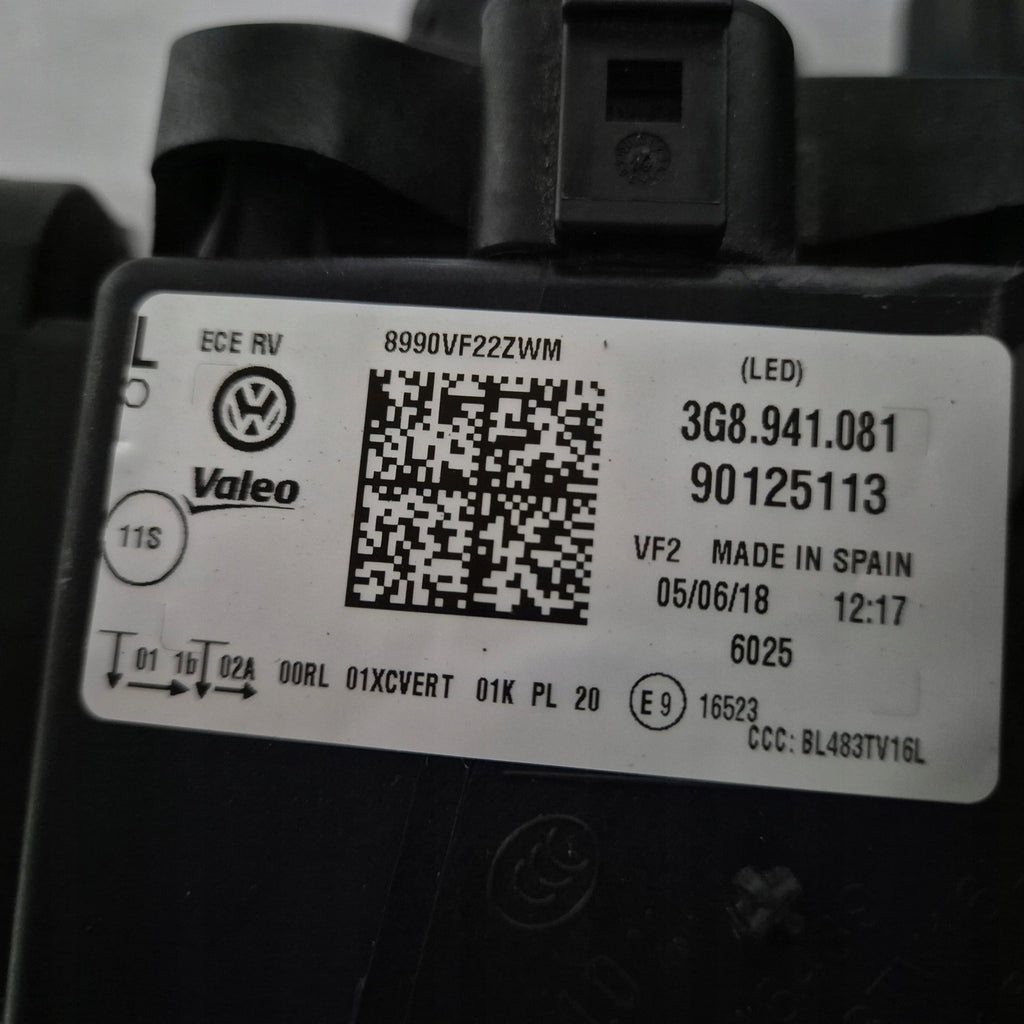 L
ECE RV
8990VF22ZWM
(LED)
3G8.941.081
Valeo
90125113
11S
VF2 MADE IN SPAIN
05/06/18 12:17
6025
01 1b 02A 00RL 01XCVERT 01K PL 20
E9 16523
CCC: BL483TV16L